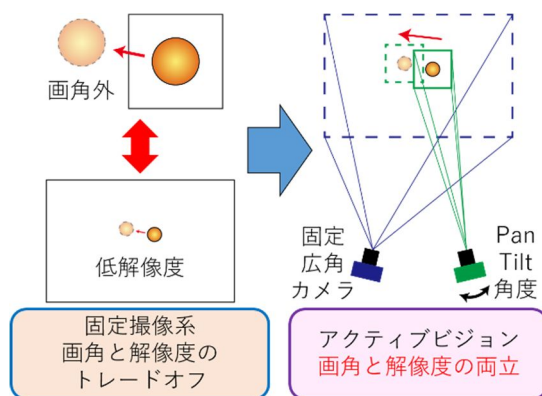 画角外
低解像度
固定撮像系
画角と解像度の
トレードオフ
固定
広角
カメラ
Pan
Tilt
角度
アクティブビジョン
画角と解像度の両立